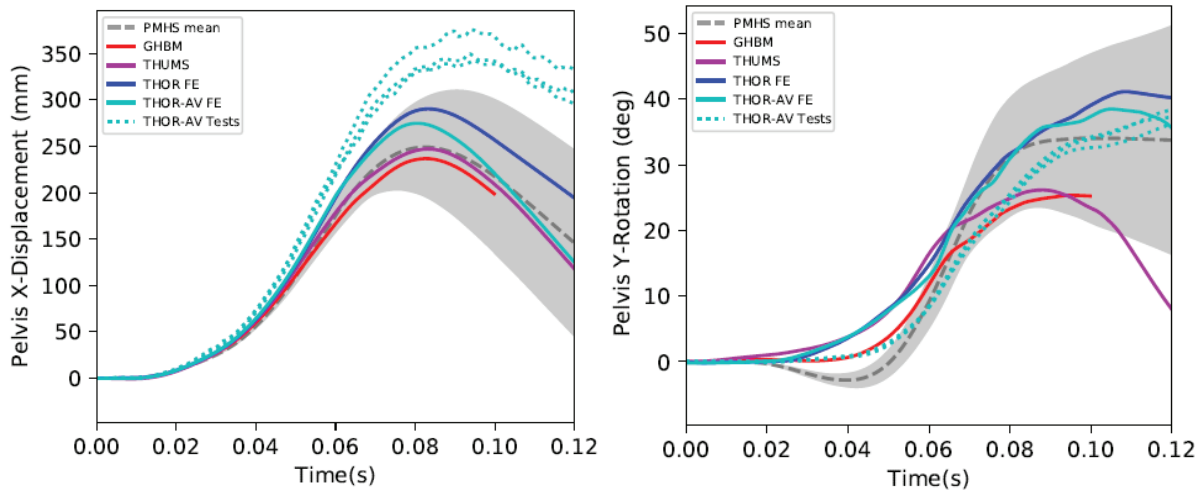 PMHS mean
GHBM
THUMS
THOR FE
THOR-AV FE
THOR-AV Tests
350
300
250
200
150
100
50
0
Pelvis X-Displacement (mm)
0.00 0.02 0.04 0.06 0.08 0.10 0.12
Time(s)
PMHS mean
GHBM
THUMS
THOR FE
THOR-AV FE
THOR-AV Tests
50
40
30
20
10
0
Pelvis Y-Rotation (deg)
0.00 0.02 0.04 0.06 0.08 0.10 0.12
Time(s)